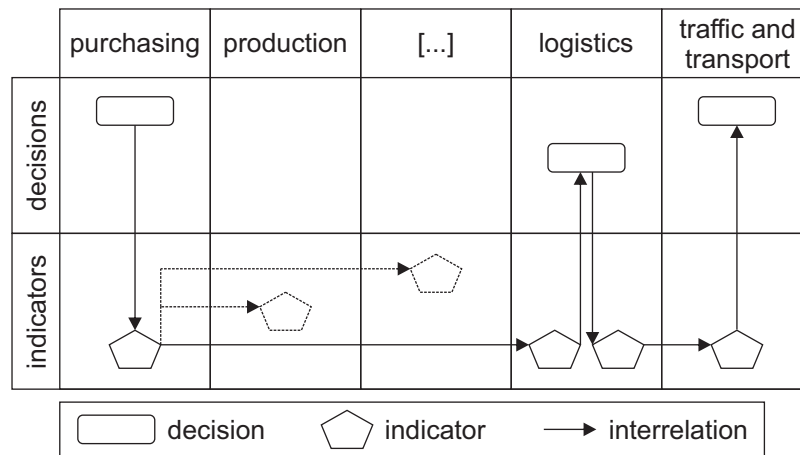 purchasing
production
[...]
logistics
traffic and
transport
decisions
indicators
decision
indicator
interrelation